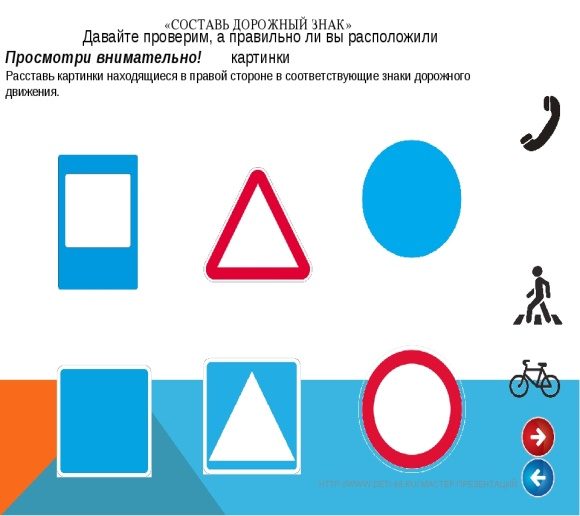 «СОСТАВЬ ДОРОЖНЫЙ ЗНАК»
Давайте проверим, а правильно ли вы расположили
Просмотри внимательно! картинки
Расставь картинки находящиеся в правой стороне в соответствующие знаки дорожного
движения.